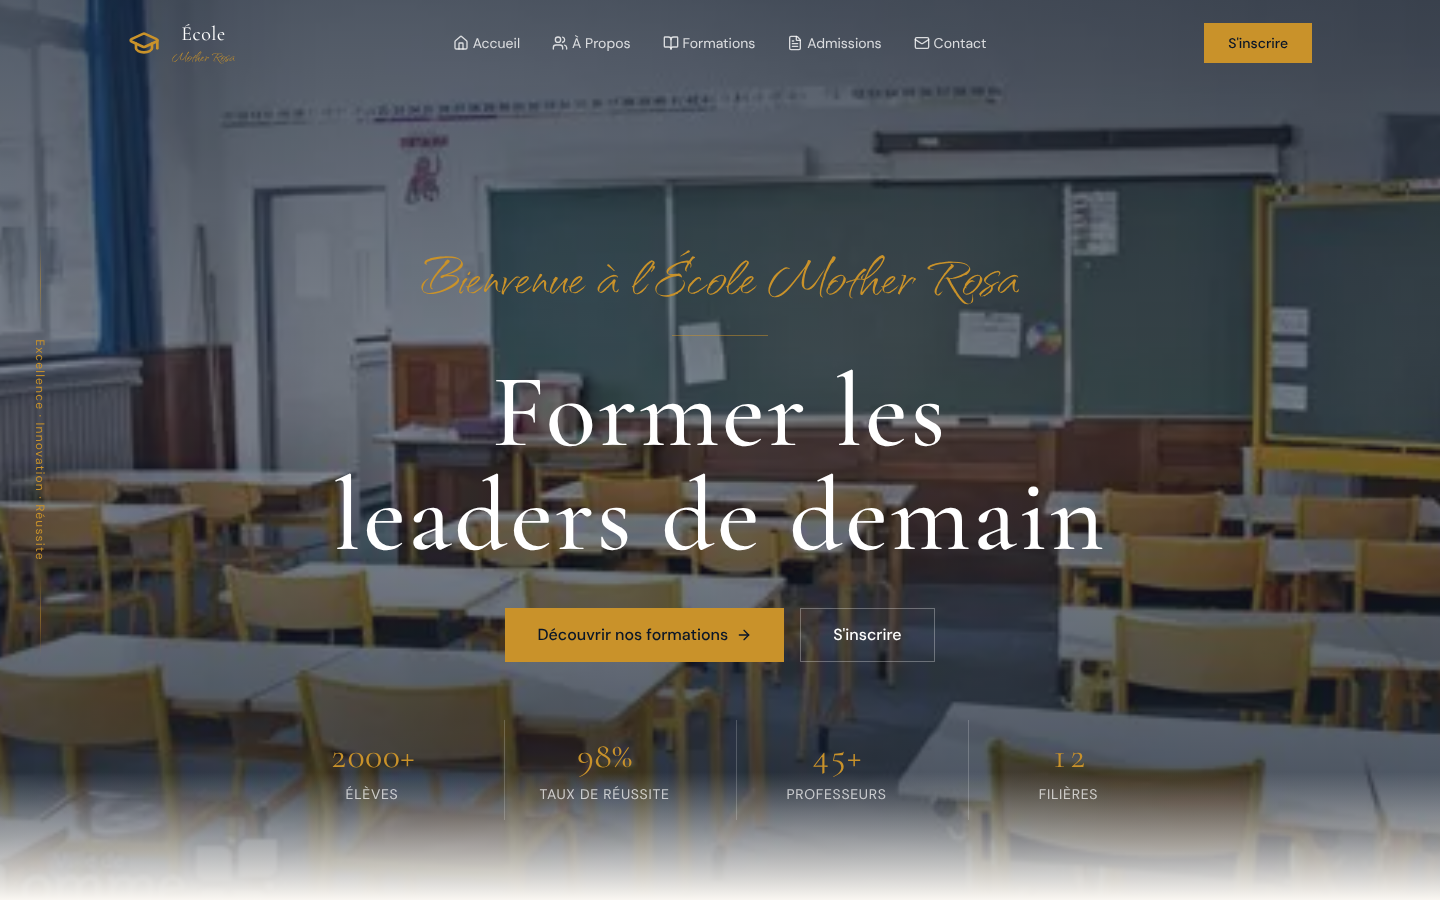 École
Mother Rosa
Accueil
À Propos
Formations
Admissions
Contact
S'inscrire
Bienvenue à l'École Mother Rosa
Excellence · Innovation · Réussite
Former les
leaders de demain
Découvrir nos formations →
S'inscrire
2000+
ÉLÈVES
98%
TAUX DE RÉUSSITE
45+
PROFESSEURS
12
FILIÈRES